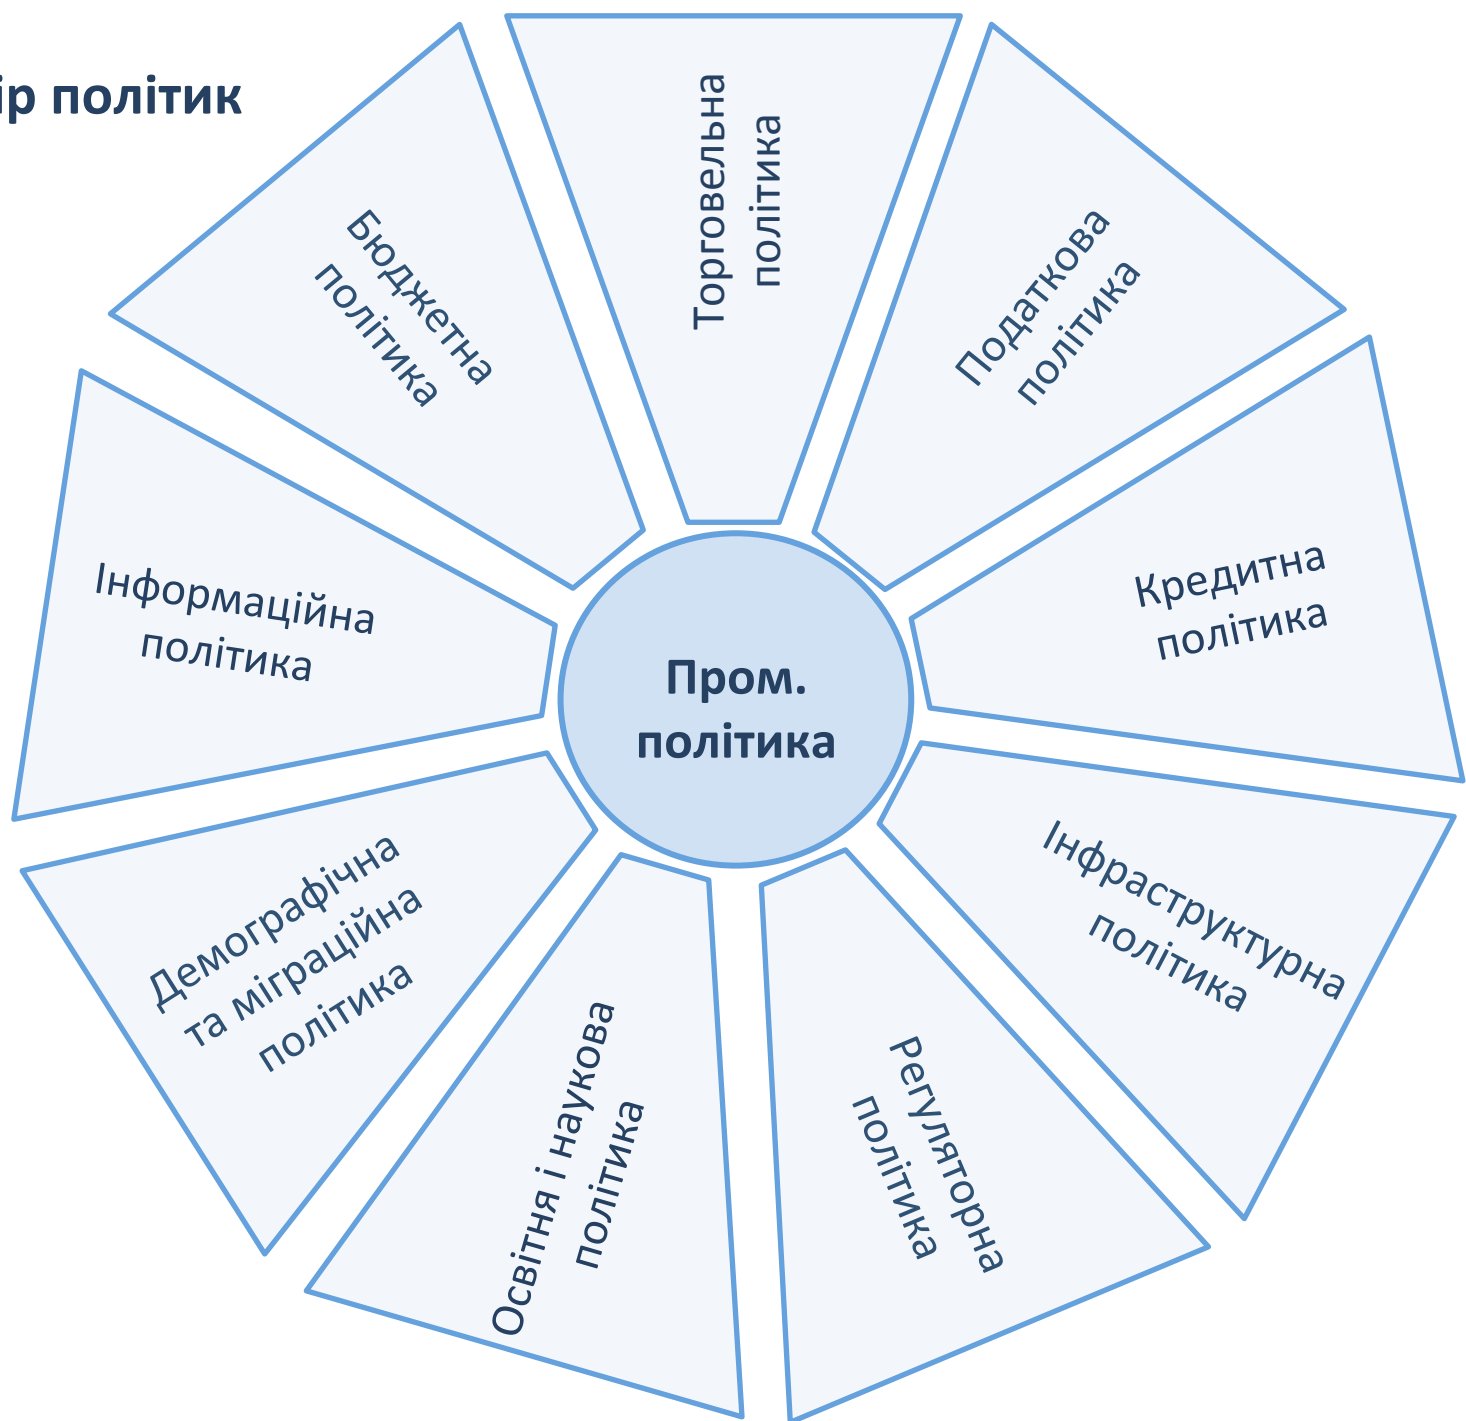 політик
Торговельна
політика
Податкова
політика
Кредитна
політика
Інфраструктурна
політика
Регуляторна
політика
Освітня і наукова
політика
Демографічна
та міграційна
політика
Інформаційна
політика
Бюджетна
політика
Пром.
політика